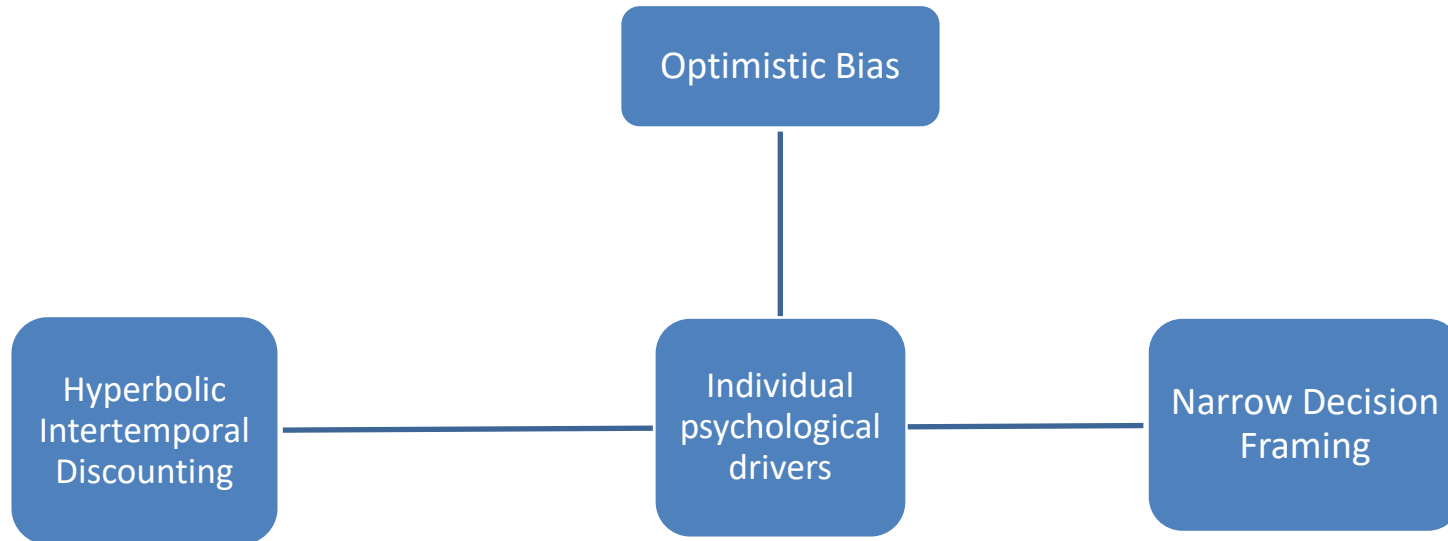 Optimistic Bias
Hyperbolic
Intertemporal
Discounting
Individual
psychological
drivers
Narrow Decision
Framing